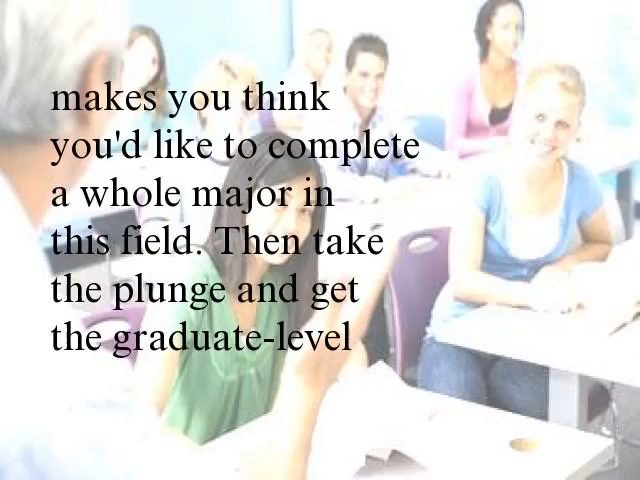 makes you think
you'd like to complete
a whole major in
this field. Then take
the plunge and get
the graduate-level